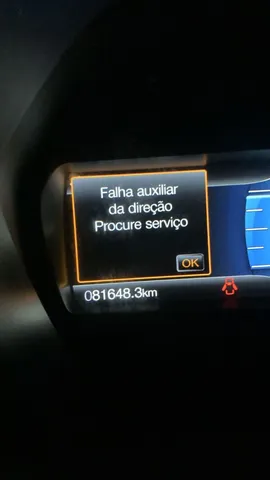 Falha auxiliar
da direção
Procure serviço
OK
081648.3km